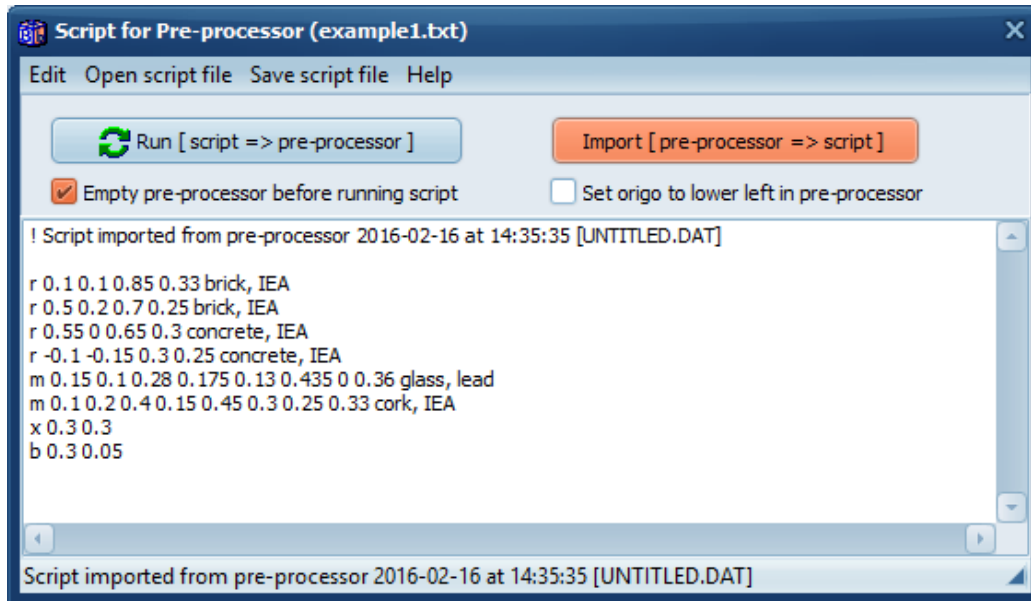 Script for Pre-processor (example1.txt)
Edit Open script file Save script file Help
Run [ script => pre-processor ] Import [ pre-processor => script ]
Empty pre-processor before running script Set origo to lower left in pre-processor
! Script imported from pre-processor 2016-02-16 at 14:35:35 [UNTITLED.DAT]
r 0.1 0.1 0.85 0.33 brick, IEA
r 0.5 0.2 0.7 0.25 brick, IEA
r 0.55 0 0.65 0.3 concrete, IEA
r -0.1 -0.15 0.3 0.25 concrete, IEA
m 0.15 0.1 0.28 0.175 0.13 0.435 0 0.36 glass, lead
m 0.1 0.2 0.4 0.15 0.45 0.3 0.25 0.33 cork, IEA
x 0.3 0.3
b 0.3 0.05
Script imported from pre-processor 2016-02-16 at 14:35:35 [UNTITLED.DAT]